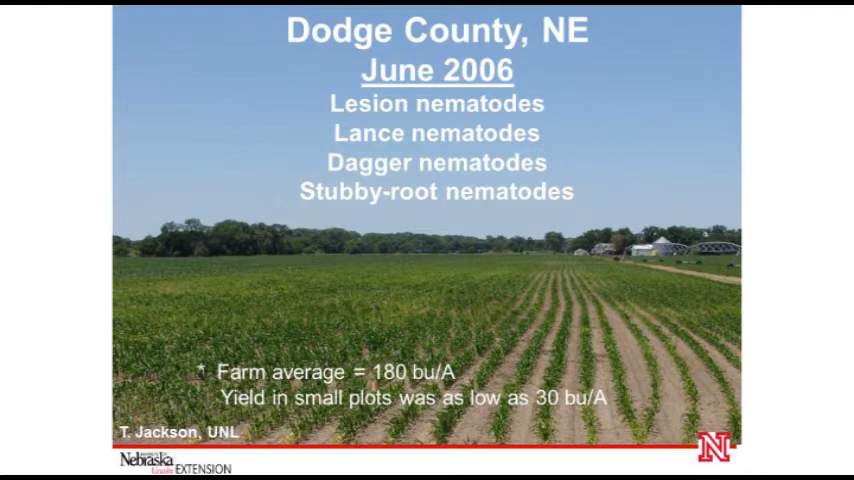 Dodge County, NE
June 2006
Lesion nematodes
Lance nematodes
Dagger nematodes
Stubby-root nematodes
* Farm average = 180 bu/A
Yield in small plots was as low as 30 bu/A
T. Jackson, UNL
N
Nebraska
Lincoln EXTENSION